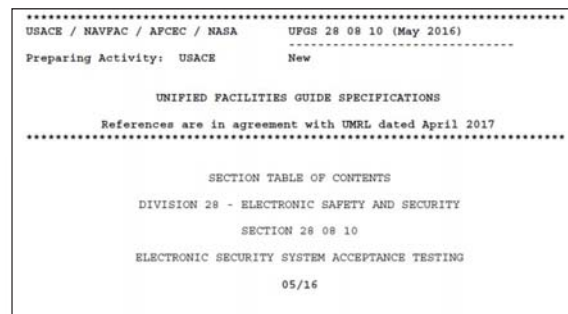 **************************************************************************
USACE / NAVFAC / AFCEC / NASA UFGS 28 08 10 (May 2016)
-------------------------------
Preparing Activity: USACE New
UNIFIED FACILITIES GUIDE SPECIFICATIONS
References are in agreement with UMRL dated April 2017
**************************************************************************
SECTION TABLE OF CONTENTS
DIVISION 28 - ELECTRONIC SAFETY AND SECURITY
SECTION 28 08 10
ELECTRONIC SECURITY SYSTEM ACCEPTANCE TESTING
05/16